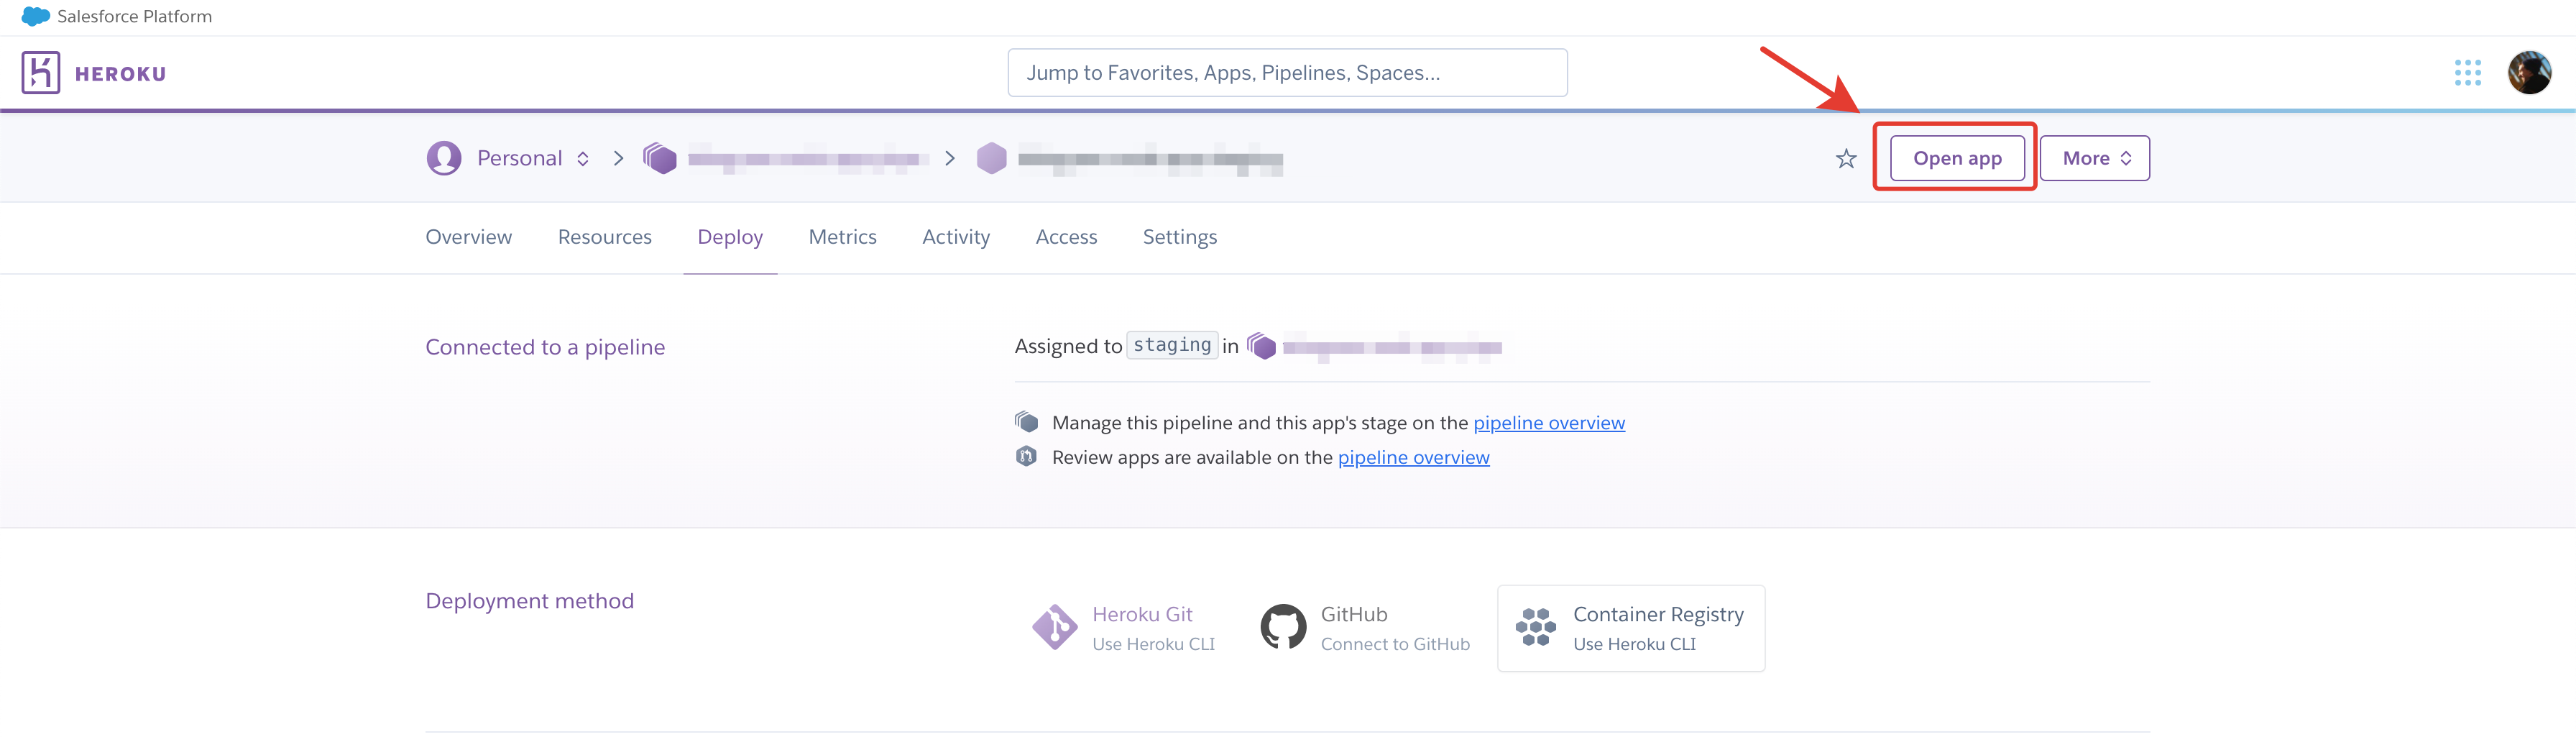 Salesforce Platform
HEROKU
Jump to Favorites, Apps, Pipelines, Spaces...
Personal
Open app
More
Overview Resources Deploy Metrics Activity Access Settings
Connected to a pipeline
Assigned to staging in
Manage this pipeline and this app's stage on the pipeline overview
Review apps are available on the pipeline overview
Deployment method
Heroku Git
Use Heroku CLI
GitHub
Connect to GitHub
Container Registry
Use Heroku CLI